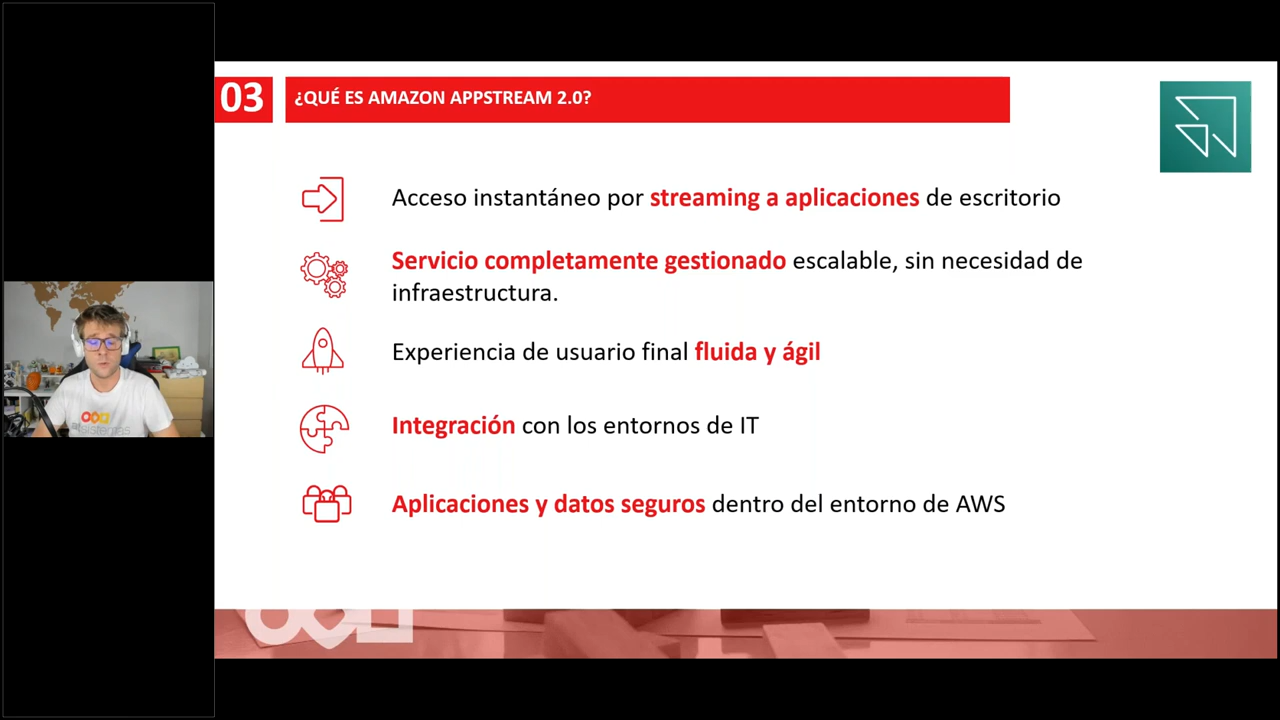 03
¿QUÉ ES AMAZON APPSTREAM 2.0?
Acceso instantáneo por streaming a aplicaciones de escritorio
Servicio completamente gestionado escalable, sin necesidad de
infraestructura.
Experiencia de usuario final fluida y ágil
Integración con los entornos de IT
Aplicaciones y datos seguros dentro del entorno de AWS